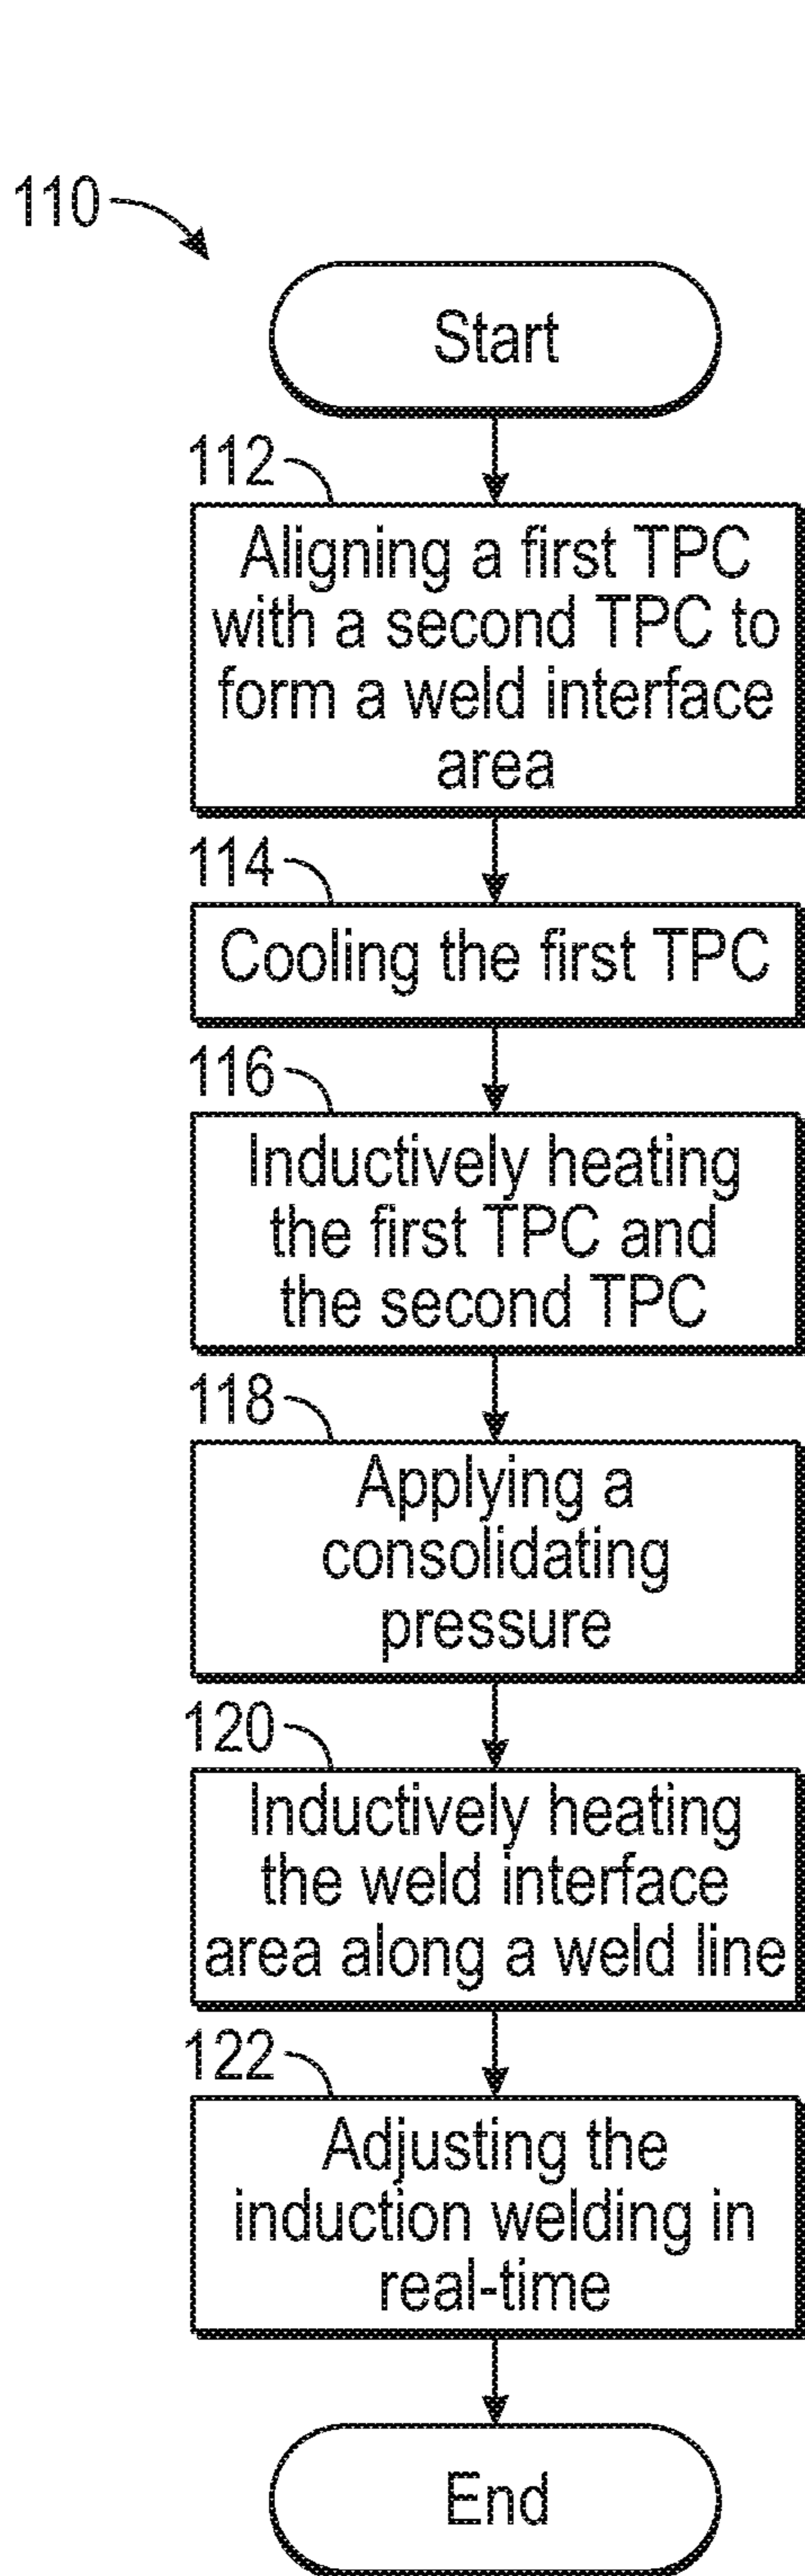 110
Start
112
Aligning a first TPC
with a second TPC to
form a weld interface
area
114
Cooling the first TPC
116
Inductively heating
the first TPC and
the second TPC
118
Applying a
consolidating
pressure
120
Inductively heating
the weld interface
area along a weld line
122
Adjusting the
induction welding in
real-time
End